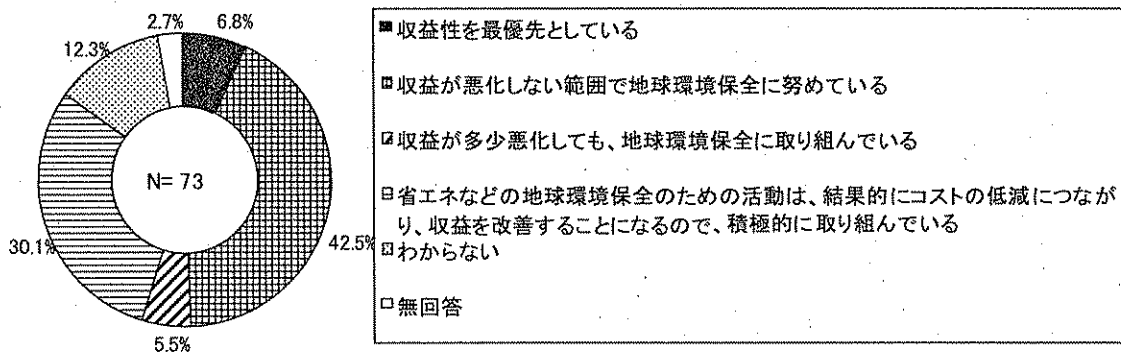 2.7%
6.8%
12.3%
N= 73
30.1%
42.5%
5.5%
収益性を最優先としている
収益が悪化しない範囲で地球環境保全に努めている
収益が多少悪化しても、地球環境保全に取り組んでいる
省エネなどの地球環境保全のための活動は、結果的にコストの低減につなが
り、収益を改善することになるので、積極的に取り組んでいる
わからない
無回答